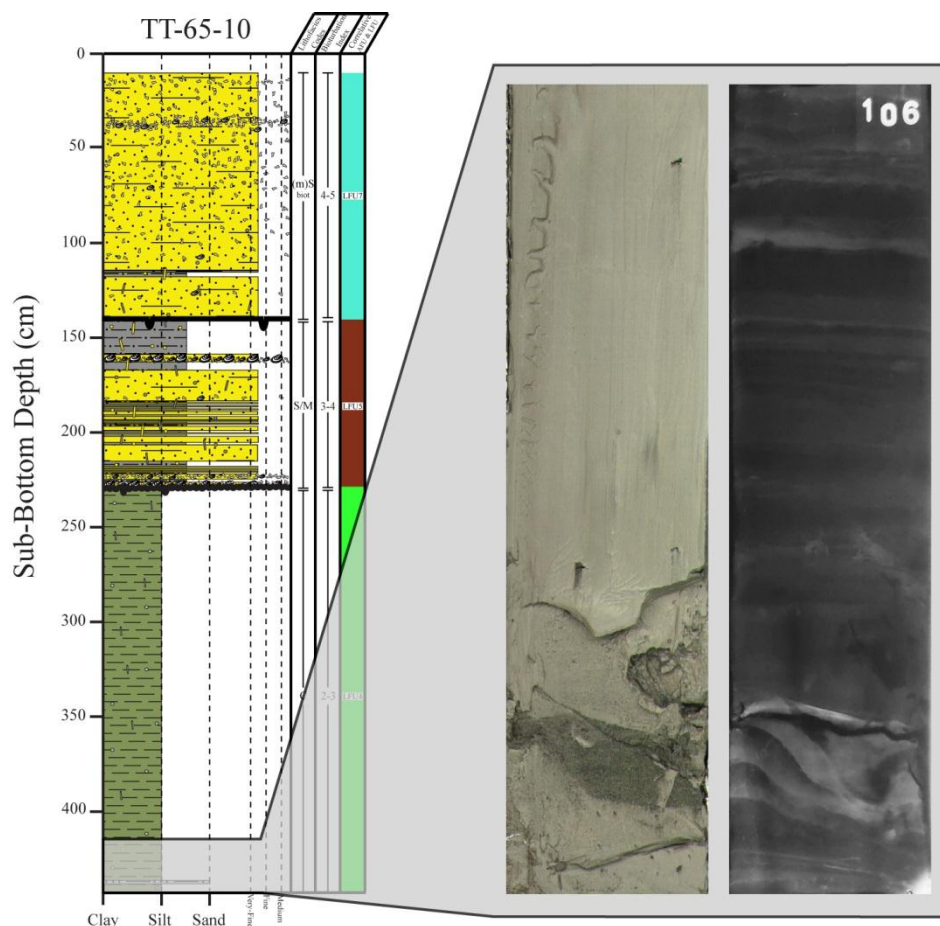 TT-65-10
Lithofacies
Codes
Bioturbation
Index
Correlative
0
50
100
150
200
250
300
350
400
Sub-Bottom Depth (cm)
(m)S
biot
4-5
LFU7
S/M
3-4
LFU5
C
2-3
LFU4
106
Clay
Silt
Sand
Very-Fine
Fine
Medium